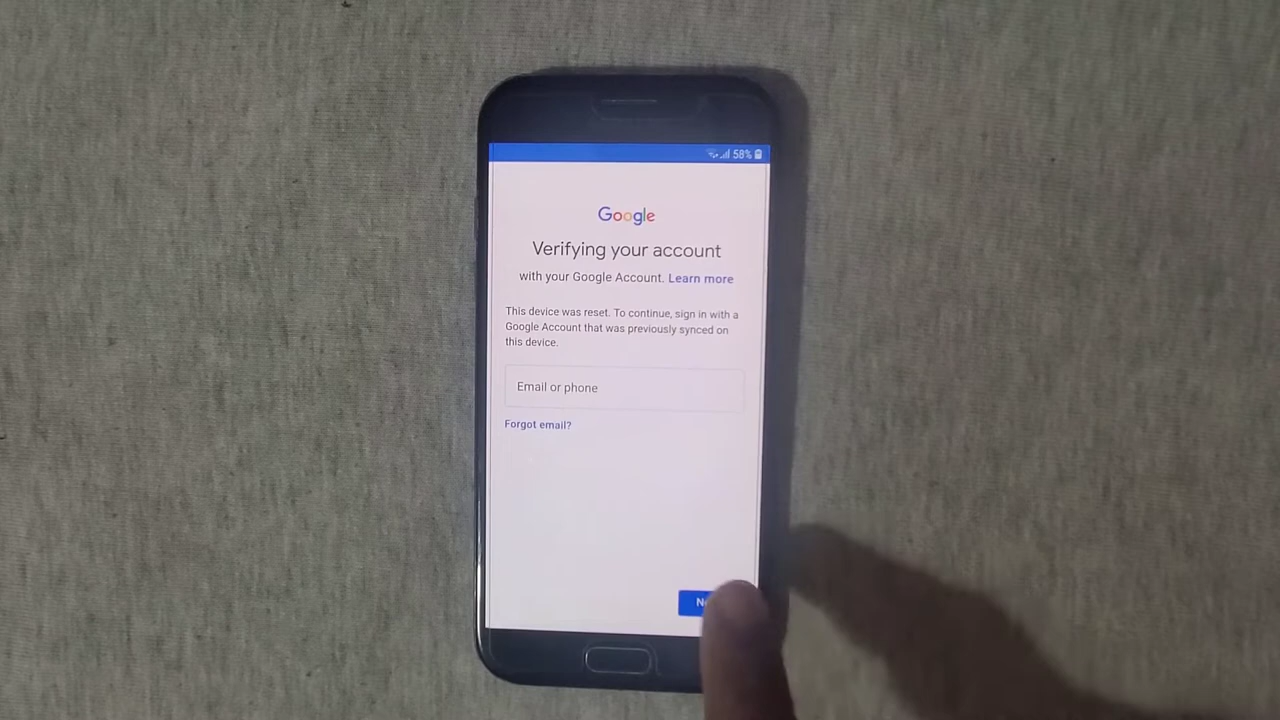 58%
Google
Verifying your account
with your Google Account. Learn more
This device was reset. To continue, sign in with a
Google Account that was previously synced on
this device.
Email or phone
Forgot email?